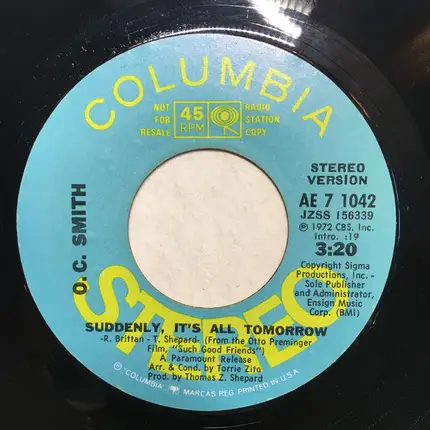 COLUMBIA
NOT FOR RESALE
45 RPM
RADIO STATION COPY
STEREO VERSION
AE 7 1042
JZSS 156339
Ⓟ 1972 CBS. Inc.
Intro. :19
3:20
Copyright Sigma
Productions, Inc. -
Sole Publisher
and Administrator,
Ensign Music
Corp. (BMI)
O. C. SMITH
STEREO
SUDDENLY, IT'S ALL TOMORROW
-R. Brittan - T. Shepard- (From the Otto Preminger
Film, "Such Good Friends")
A Paramount Release
Arr. & Cond. by Torrie Zito
Prod. by Thomas Z. Shepard
"COLUMBIA" MARCAS REG. PRINTED IN U.S.A.